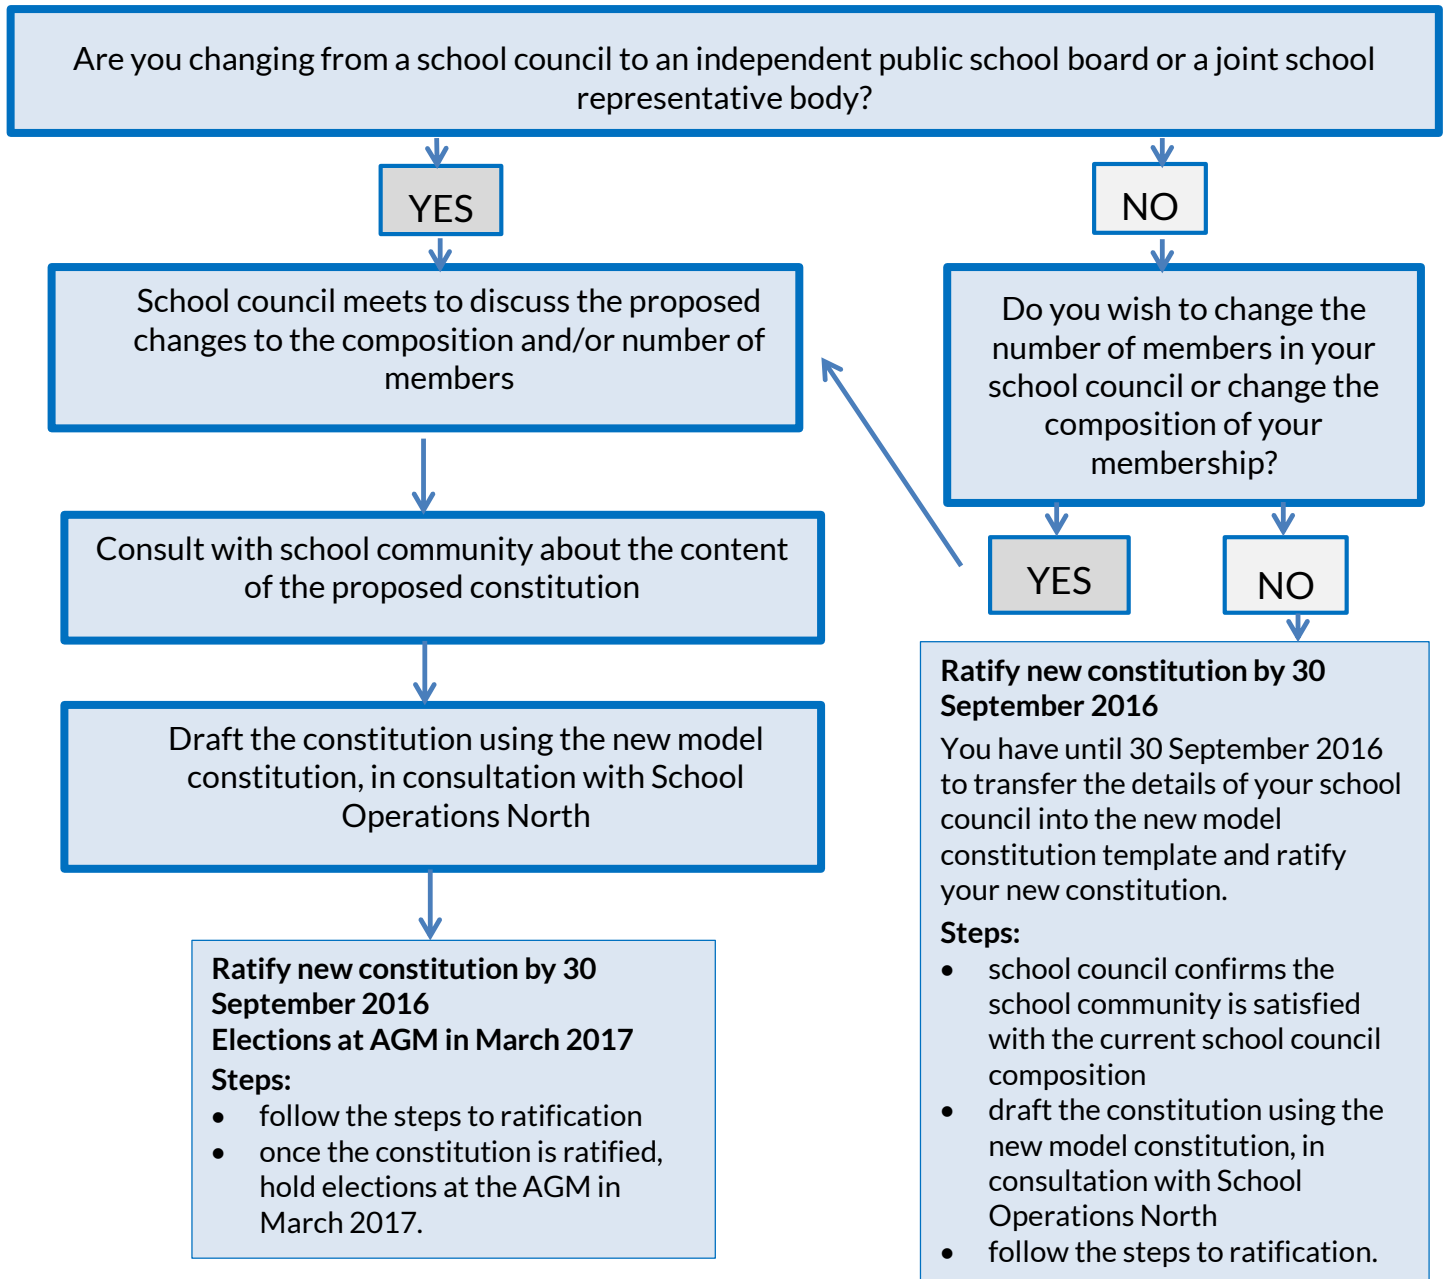 Are you changing from a school council to an independent public school board or a joint school
representative body?
YES
NO
School council meets to discuss the proposed
changes to the composition and/or number of
members
Do you wish to change the
number of members in your
school council or change the
composition of your
membership?
Consult with school community about the content
of the proposed constitution
YES
NO
Draft the constitution using the new model
constitution, in consultation with School
Operations North
Ratify new constitution by 30
September 2016
Elections at AGM in March 2017
Steps:
• follow the steps to ratification
• once the constitution is ratified,
hold elections at the AGM in
March 2017.
Ratify new constitution by 30
September 2016
You have until 30 September 2016
to transfer the details of your school
council into the new model
constitution template and ratify
your new constitution.
Steps:
• school council confirms the
school community is satisfied
with the current school council
composition
• draft the constitution using the
new model constitution, in
consultation with School
Operations North
• follow the steps to ratification.